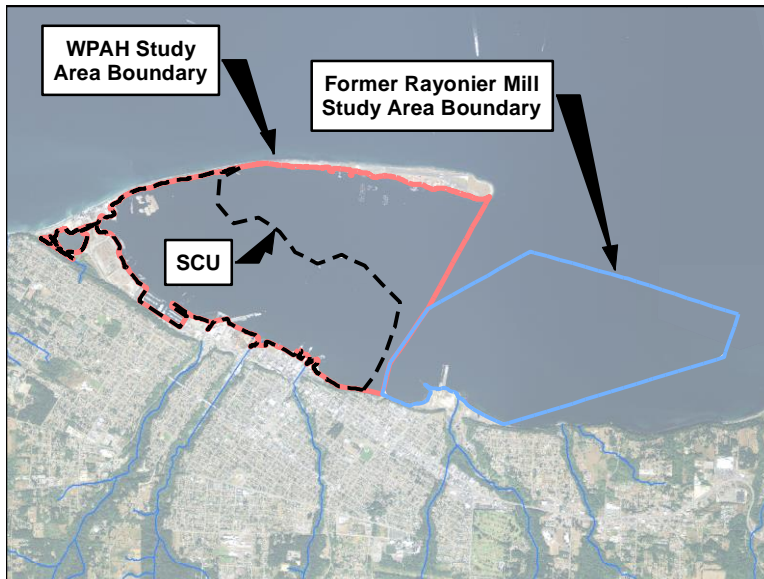 WPAH Study
Area Boundary
Former Rayonier Mill
Study Area Boundary
SCU